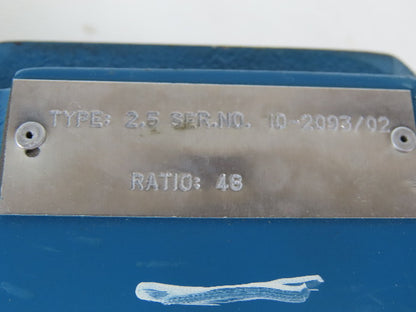 TYPE: 2.5 SER.NO. 10-2093/02
RATIO: 48